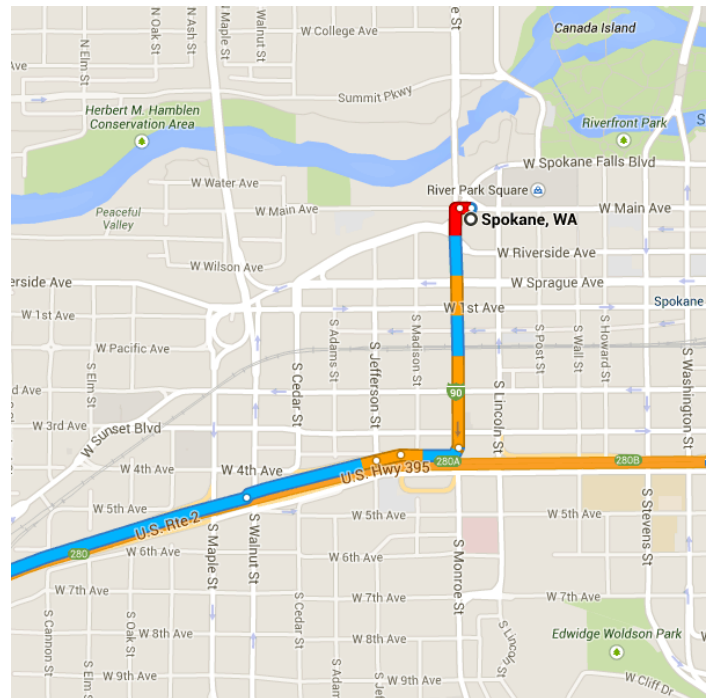 N Oak St
N Ash St
N Elm St
N Maple St
Walnut St
W College Ave
e St
Canada Island
Summit Pkwy
Ave
Herbert M. Hamblen
Conservation Area
Riverfront Park
S
W Spokane Falls Blvd
W Water Ave
River Park Square
Peaceful
Valley
W Main Ave
Spokane, WA
W Main Ave
W Wilson Ave
W Riverside Ave
erside Ave
W Sprague Ave
W 1st Ave
W 1st Ave
Spokane
W Pacific Ave
S Adams St
S Jefferson St
S Madison St
S Post St
S Wall St
S Howard St
S Washington St
S Elm St
S Cedar St
S Lincoln St
d Ave
90
W 3rd Ave
W Sunset Blvd
W 4th Ave
W 4th Ave
U.S. Hwy 395
280A
280B
W 5th Ave
W 5th Ave
W 5th Ave
U.S. Rte 2
280
W 6th Ave
W 6th Ave
S Maple St
S Walnut St
S Monroe St
S Stevens St
W 7th Ave
W 7th Ave
W 7th Ave
S Cannon St
S Oak St
S Elm St
S Cedar St
S Jef
S Lincoln St
W 8th Ave
W 8th Ave
Edwidge Woldson Park
W 9th Ave
W 9th Ave
W Cliff Dr